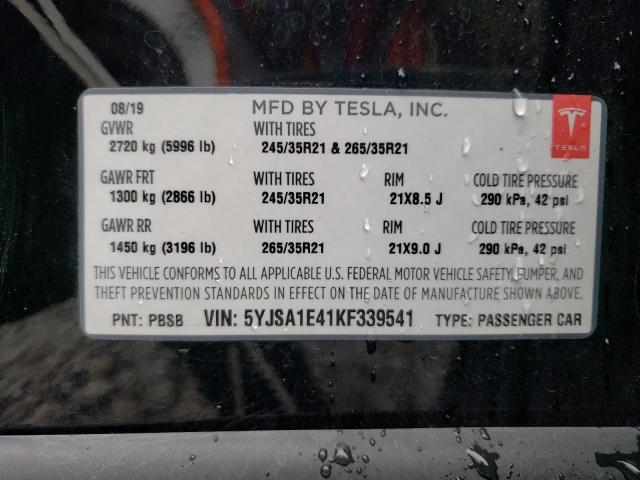 08/19 MFD BY TESLA, INC.
GVWR WITH TIRES
2720 kg (5996 lb) 245/35R21 & 265/35R21
TESLA
GAWR FRT WITH TIRES RIM COLD TIRE PRESSURE
1300 kg (2866 lb) 245/35R21 21X8.5 J 290 kPa, 42 psi
GAWR RR WITH TIRES RIM COLD TIRE PRESSURE
1450 kg (3196 lb) 265/35R21 21X9.0 J 290 kPa, 42 psi
THIS VEHICLE CONFORMS TO ALL APPLICABLE U.S. FEDERAL MOTOR VEHICLE SAFETY, BUMPER, AND
THEFT PREVENTION STANDARDS IN EFFECT ON THE DATE OF MANUFACTURE SHOWN ABOVE.
PNT: PBSB VIN: 5YJSA1E41KF339541 TYPE: PASSENGER CAR